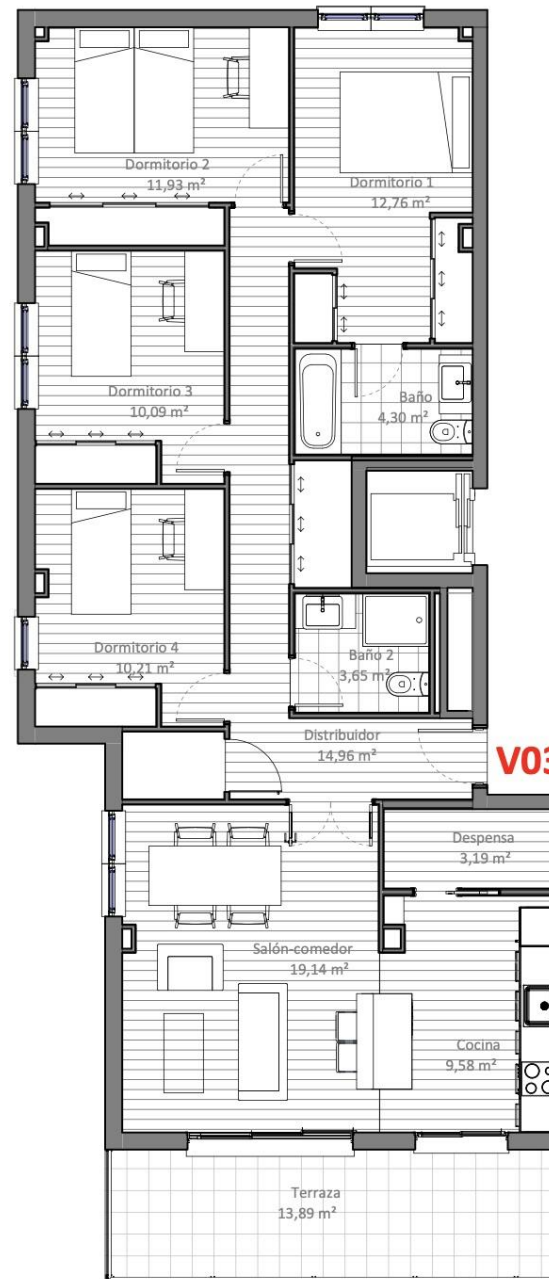 Dormitorio 2
11,93 m²
Dormitorio 1
12,76 m²
Dormitorio 3
10,09 m²
Baño
4,30 m²
Dormitorio 4
10,21 m²
Baño 2
3,65 m²
Distribuidor
14,96 m²
V03
Despensa
3,19 m²
Salón-comedor
19,14 m²
Cocina
9,58 m²
Terraza
13,89 m²